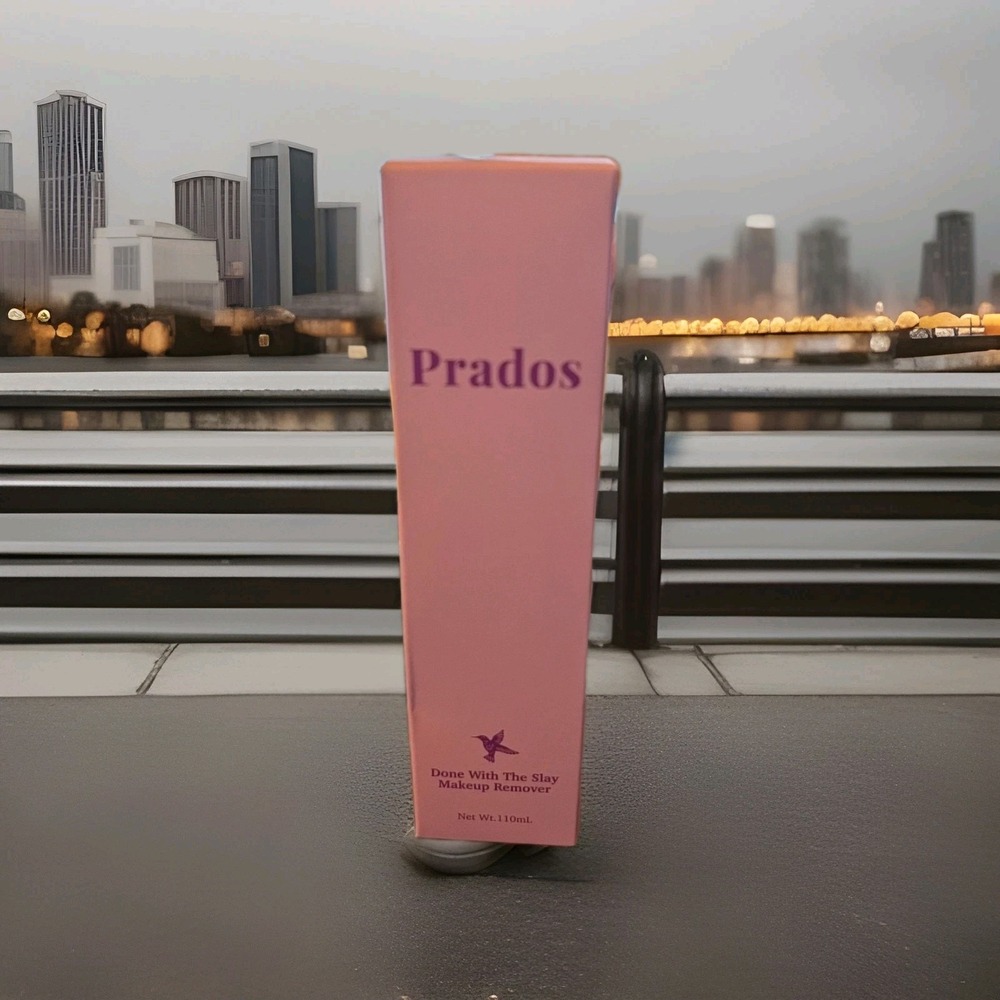 Prados
Done With The Slay
Makeup Remover
Net Wt.110mL